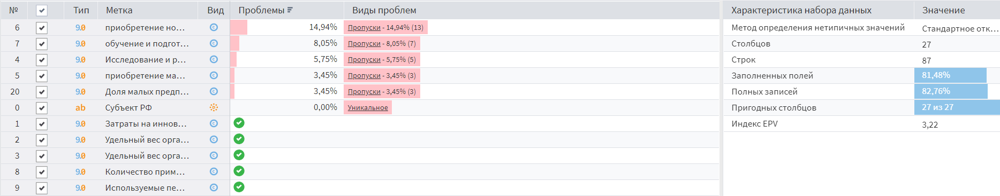 № Тип Метка Вид Проблемы Виды проблем Характеристика набора данных Значение
6 9.0 приобретение но... 14,94% Пропуски - 14,94% (13) Метод определения нетипичных значений Стандартное отк...
7 9.0 обучение и подгот... 8,05% Пропуски - 8,05% (7) Столбцов 27
4 9.0 Исследование и р... 5,75% Пропуски - 5,75% (5) Строк 87
5 9.0 приобретение ма... 3,45% Пропуски - 3,45% (3) Заполненных полей 81,48%
20 9.0 Доля малых предп... 3,45% Пропуски - 3,45% (3) Полных записей 82,76%
0 ab Субъект РФ 0,00% Уникальное Пригодных столбцов 27 из 27
1 9.0 Затраты на иннов... Индекс EPV 3,22
2 9.0 Удельный вес орга...
3 9.0 Удельный вес орга...
8 9.0 Количество прим...
9 9.0 Используемые пе...